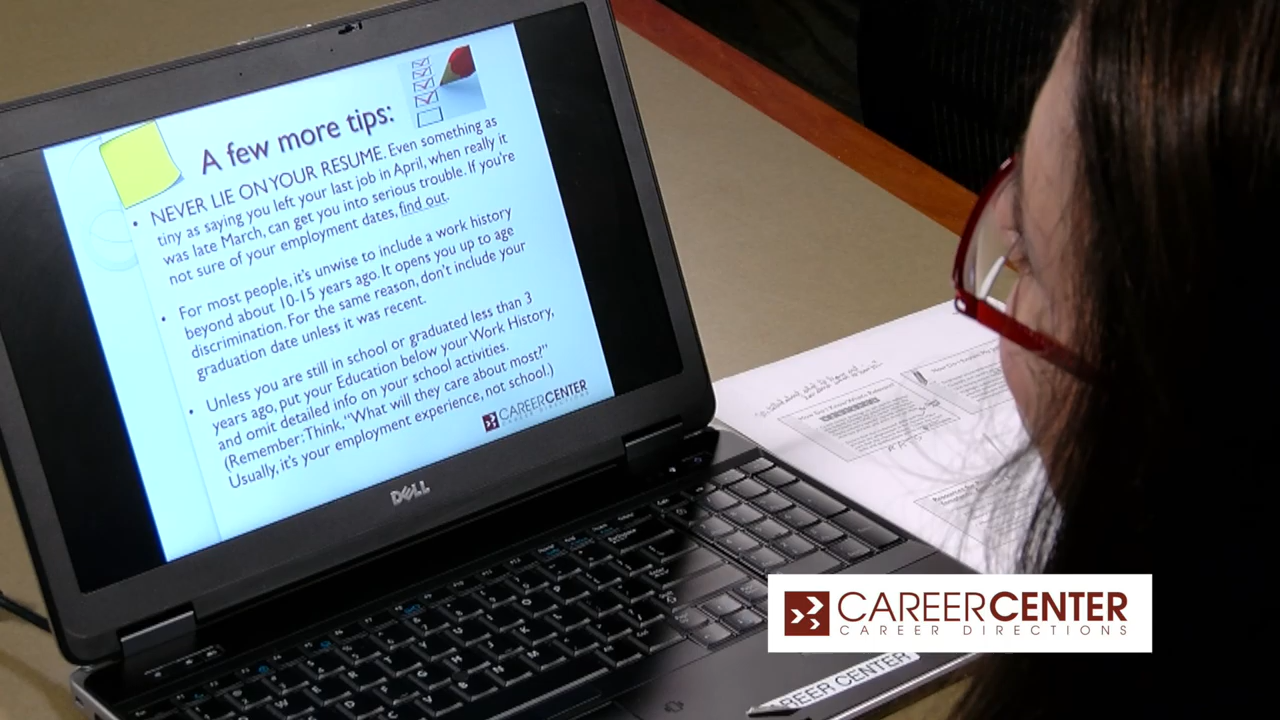 A few more tips:
• NEVER LIE ON YOUR RESUME. Even something as
tiny as saying you left your last job in April, when really it
was late March, can get you into serious trouble. If you're
not sure of your employment dates, find out.
• For most people, it's unwise to include a work history
beyond about 10-15 years ago. It opens you up to age
discrimination. For the same reason, don't include your
graduation date unless it was recent.
• Unless you are still in school or graduated less than 3
years ago, put your Education below your Work History,
and omit detailed info on your school activities.
(Remember: Think, "What will they care about most?"
Usually, it's your employment experience, not school.)
CAREERCENTER
CAREER DIRECTIONS
DELL
CAREERCENTER
CAREER DIRECTIONS
AREER CENTER